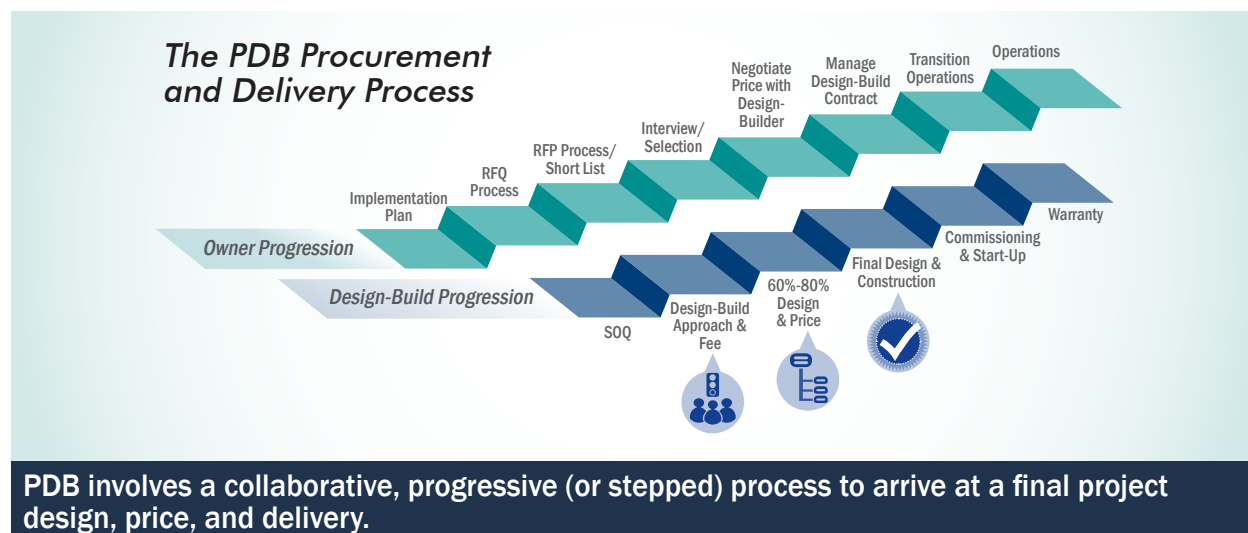 The PDB Procurement
and Delivery Process
Owner Progression
Implementation
Plan
RFQ
Process
RFP Process/
Short List
Interview/
Selection
Negotiate
Price with
Design-
Builder
Manage
Design-Build
Contract
Transition
Operations
Operations
Design-Build Progression
SOQ
Design-Build
Approach &
Fee
60%-80%
Design
& Price
Final Design &
Construction
Commissioning
& Start-Up
Warranty
PDB involves a collaborative, progressive (or stepped) process to arrive at a final project
design, price, and delivery.